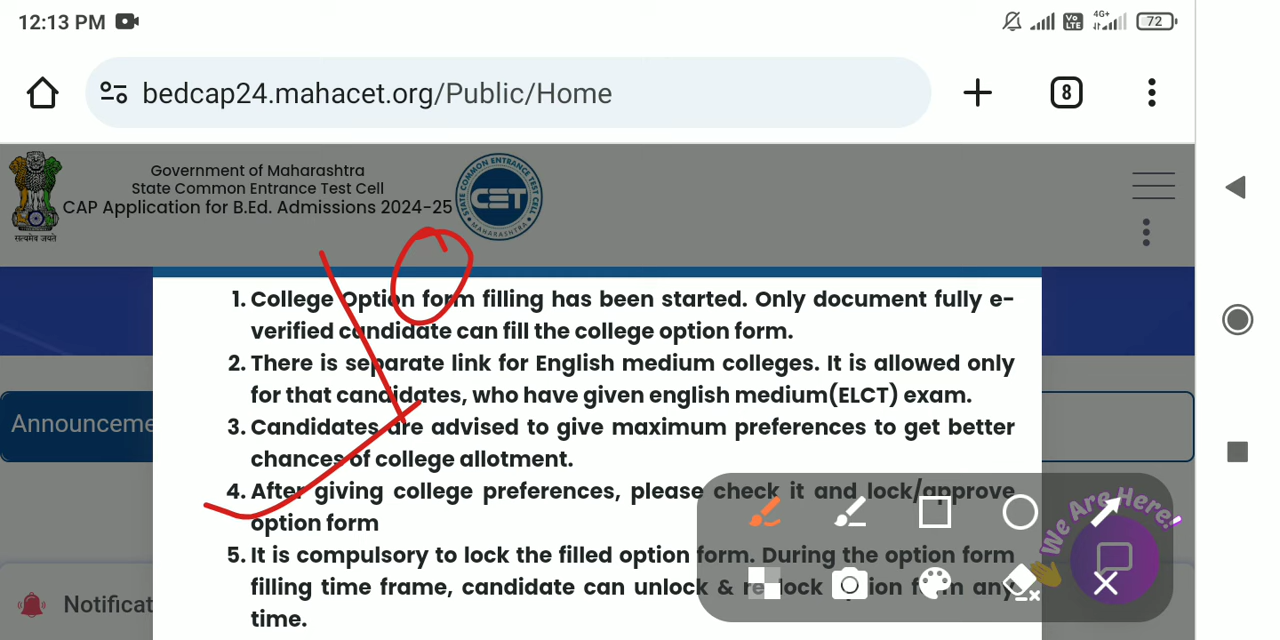 12:13 PM
Vo LTE 4G+ 72
bedcap24.mahacet.org/Public/Home
8
Government of Maharashtra
State Common Entrance Test Cell
CAP Application for B.Ed. Admissions 2024-25
STATE COMMON ENTRANCE TEST CELL
CET
MAHARASHTRA
सत्यमेव जयते
1. College Option form filling has been started. Only document fully e-
verified candidate can fill the college option form.
2. There is separate link for English medium colleges. It is allowed only
for that candidates, who have given english medium(ELCT) exam.
Announceme
3. Candidates are advised to give maximum preferences to get better
chances of college allotment.
4. After giving college preferences, please check it and lock/approve
option form
We Are Here!
5. It is compulsory to lock the filled option form. During the option form
filling time frame, candidate can unlock & re lock option form any
time.
Notificat